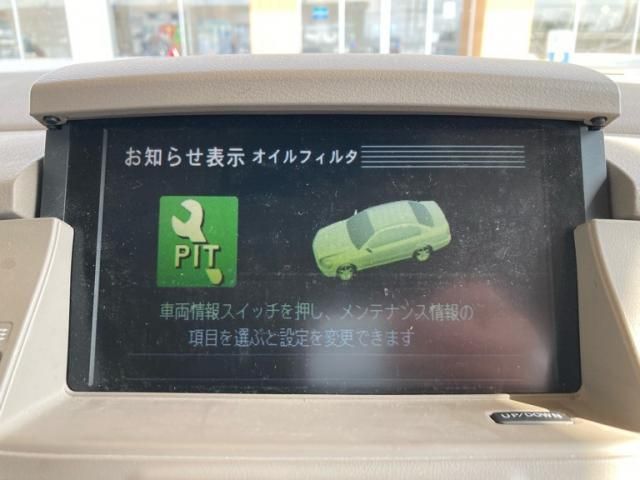 お知らせ表示 オイルフィルタ
PIT
車両情報スイッチを押し、メンテナンス情報の
項目を選ぶと設定を変更できます
UP/DOWN